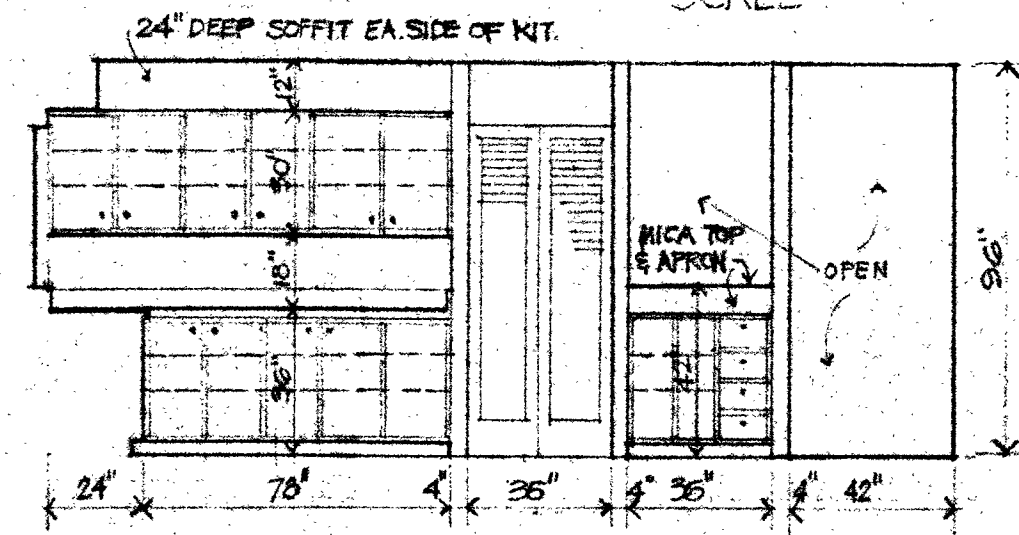 SCALE
24" DEEP SOFFIT EA. SIDE OF KIT.
12"
30"
18"
36"
MICA TOP
& APRON
OPEN
42"
96"
24" 78" 4" 36" 4" 36" 4" 42"